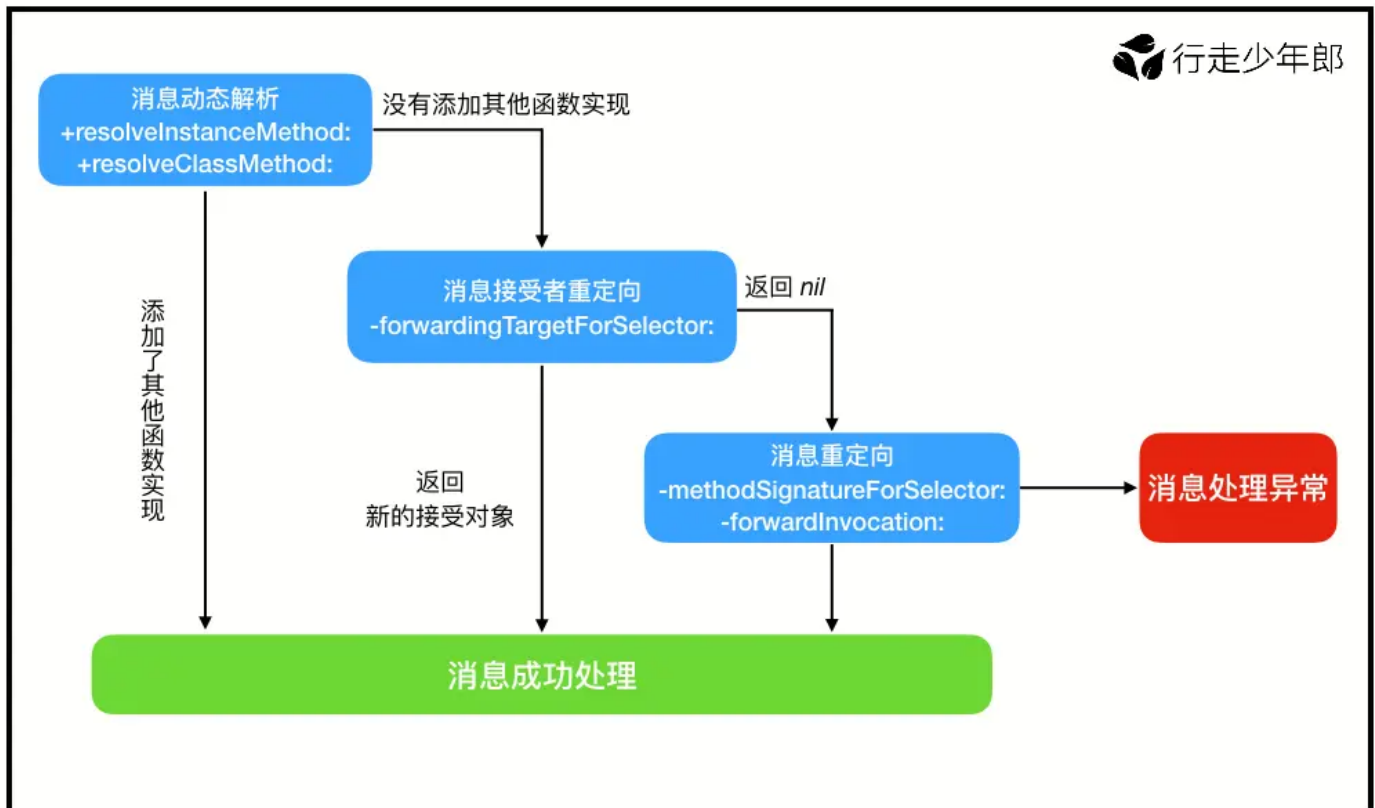 行走少年郎
消息动态解析
+resolveInstanceMethod:
+resolveClassMethod:
没有添加其他函数实现
消息接受者重定向
-forwardingTargetForSelector:
返回 nil
添加了其他函数实现
返回
新的接受对象
消息重定向
-methodSignatureForSelector:
-forwardInvocation:
消息处理异常
消息成功处理